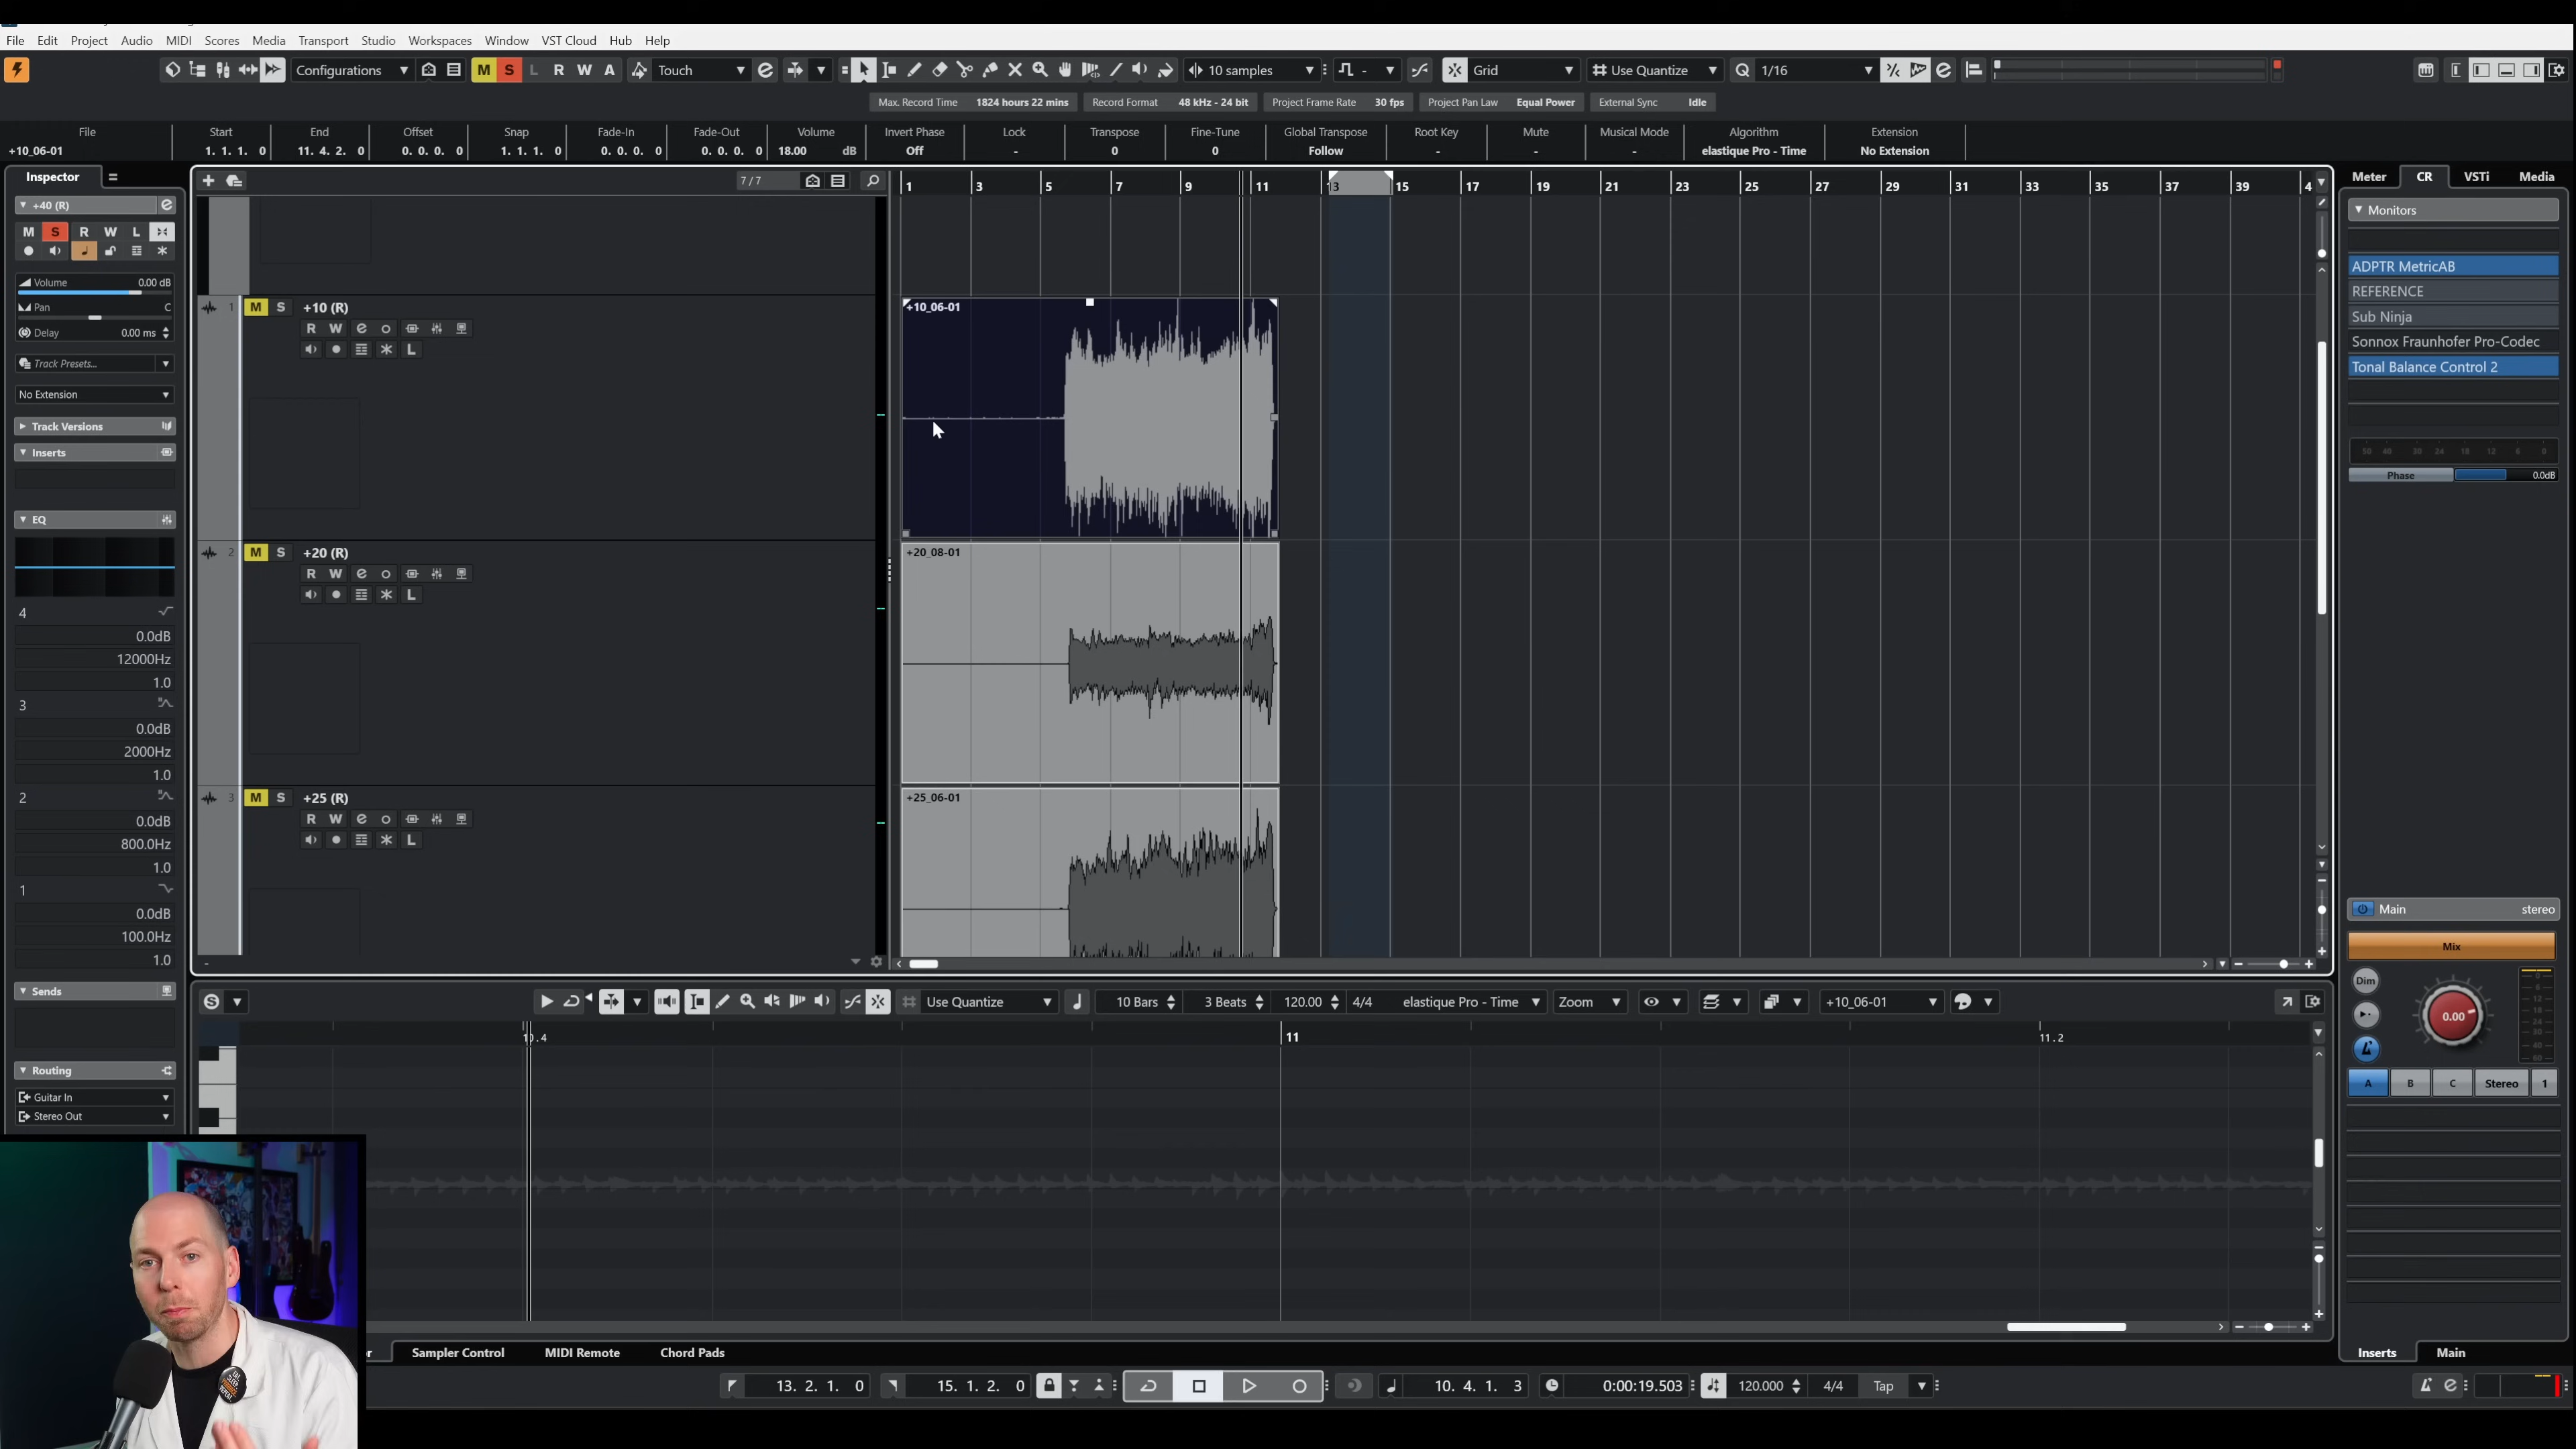 File Edit Project Audio MIDI Scores Media Transport Studio Workspaces Window VST Cloud Hub Help
Configurations M S L R W A Touch 10 samples - Grid Use Quantize Q 1/16
Max. Record Time 1824 hours 22 mins Record Format 48 kHz - 24 bit Project Frame Rate 30 fps Project Pan Law Equal Power External Sync Idle
File Start End Offset Snap Fade-In Fade-Out Volume Invert Phase Lock Transpose Fine-Tune Global Transpose Root Key Mute Musical Mode Algorithm Extension
+10_06-01 1. 1. 1. 0 11. 4. 2. 0 0. 0. 0. 0 1. 1. 1. 0 0. 0. 0. 0 0. 0. 0. 0 18.00 dB Off - 0 0 Follow - - - elastique Pro - Time No Extension
Inspector
+40 (R)
M S R W L
Volume 0.00 dB
Pan C
Delay 0.00 ms
Track Presets...
No Extension
Track Versions
Inserts
EQ
4
0.0dB
12000Hz
1.0
3
0.0dB
2000Hz
1.0
2
0.0dB
800.0Hz
1.0
1
0.0dB
100.0Hz
1.0
Sends
Routing
Guitar In
Stereo Out
7 / 7
1 3 5 7 9 11 13 15 17 19 21 23 25 27 29 31 33 35 37 39 4
1 M S +10 (R)
R W
L
+10_06-01
2 M S +20 (R)
R W
L
+20_08-01
3 M S +25 (R)
R W
L
+25_06-01
Meter CR VSTi Media
Monitors
ADPTR MetricAB
REFERENCE
Sub Ninja
Sonnox Fraunhofer Pro-Codec
Tonal Balance Control 2
50 40 30 24 18 12 6 0
Phase 0.0dB
Main stereo
Mix
Dim
0.00
A B C Stereo 1
Inserts Main
S Use Quantize 10 Bars 3 Beats 120.00 4/4 elastique Pro - Time Zoom +10_06-01
10.4 11 11.2
Sampler Control MIDI Remote Chord Pads
13. 2. 1. 0 15. 1. 2. 0 10. 4. 1. 3 0:00:19.503 120.000 4/4 Tap